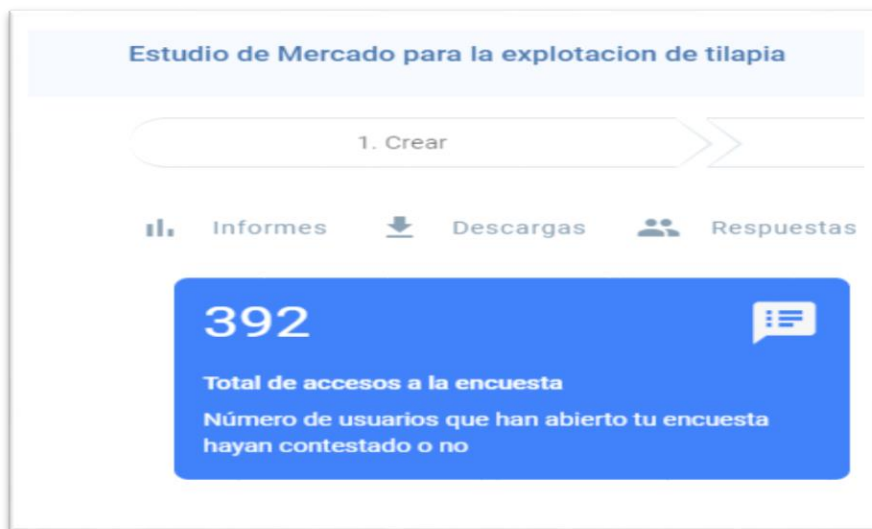 Estudio de Mercado para la explotacion de tilapia
1. Crear
Informes
Descargas
Respuestas
392
Total de accesos a la encuesta
Número de usuarios que han abierto tu encuesta
hayan contestado o no